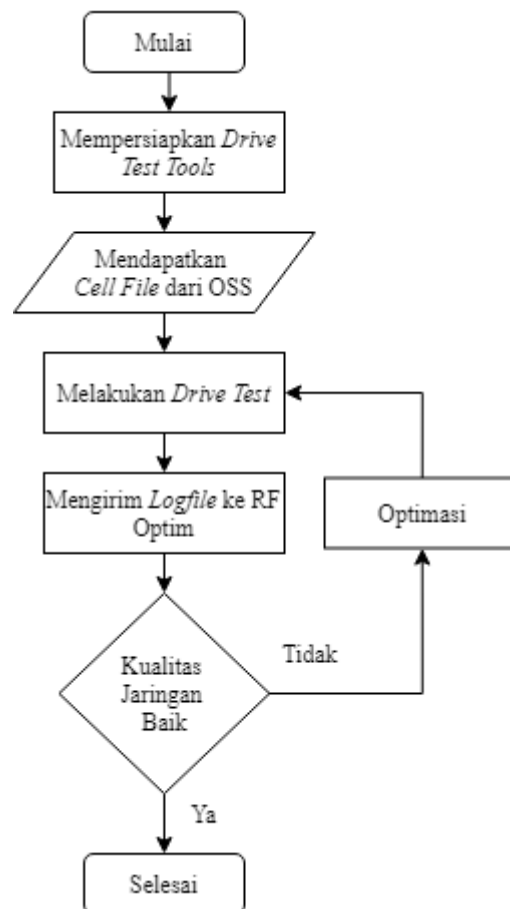 Mulai
Mempersiapkan Drive
Test Tools
Mendapatkan
Cell File dari OSS
Melakukan Drive Test
Mengirim Logfile ke RF
Optim
Optimasi
Kualitas
Jaringan
Baik
Tidak
Ya
Selesai